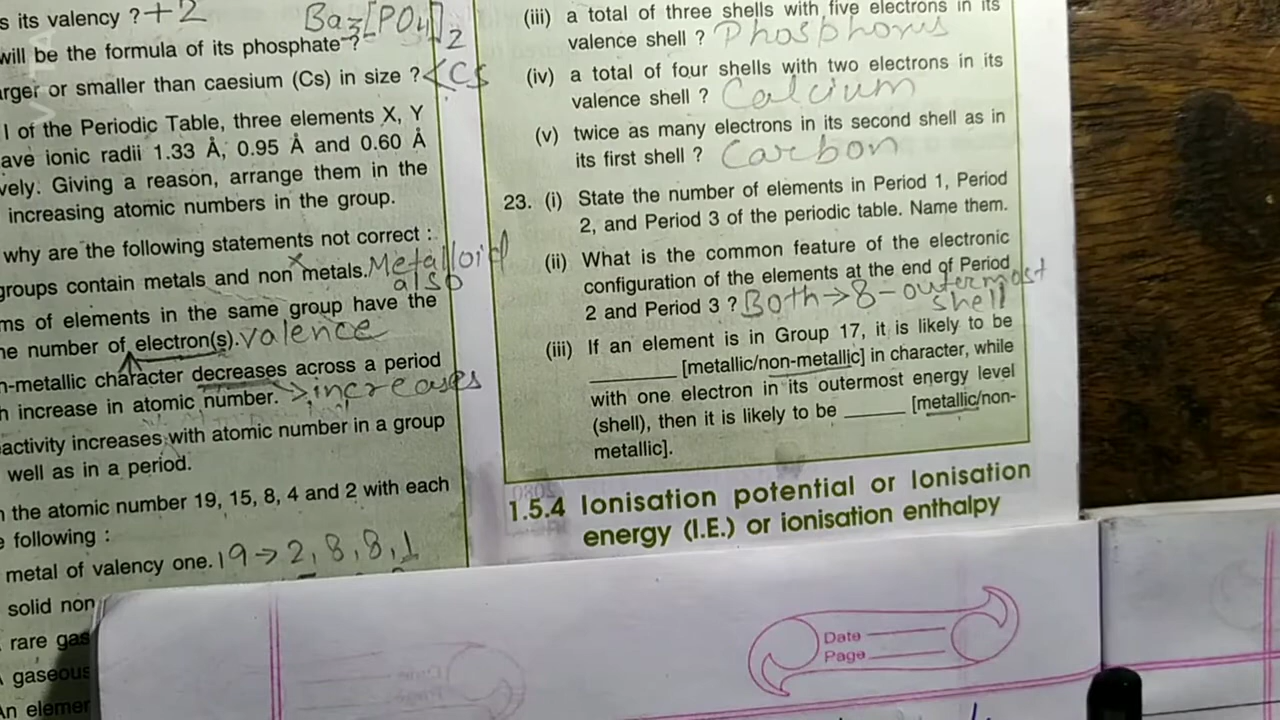 s its valency ? +2
Ba3[PO4]2
will be the formula of its phosphate ?
arger or smaller than caesium (Cs) in size ? <Cs
I of the Periodic Table, three elements X, Y
ave ionic radii 1.33 Å, 0.95 Å and 0.60 Å
vely. Giving a reason, arrange them in the
increasing atomic numbers in the group.
why are the following statements not correct :
groups contain metals and non metals. Metalloid
also
ms of elements in the same group have the
ne number of electron(s). valence
n-metallic character decreases across a period
h increase in atomic number. → increases
eactivity increases with atomic number in a group
well as in a period.
n the atomic number 19, 15, 8, 4 and 2 with each
e following :
metal of valency one. 19→2,8,8,1
solid non
rare gas
A gaseous
An elemer
(iii) a total of three shells with five electrons in its
valence shell ? Phosphorus
(iv) a total of four shells with two electrons in its
valence shell ? Calcium
(v) twice as many electrons in its second shell as in
its first shell ? Carbon
23. (i) State the number of elements in Period 1, Period
2, and Period 3 of the periodic table. Name them.
(ii) What is the common feature of the electronic
configuration of the elements at the end of Period
2 and Period 3 ? Both → 8 - outermost
shell
(iii) If an element is in Group 17, it is likely to be
_____ [metallic/non-metallic] in character, while
with one electron in its outermost energy level
(shell), then it is likely to be _____ [metallic/non-
metallic].
1.5.4 Ionisation potential or Ionisation
energy (I.E.) or ionisation enthalpy
Date
Page